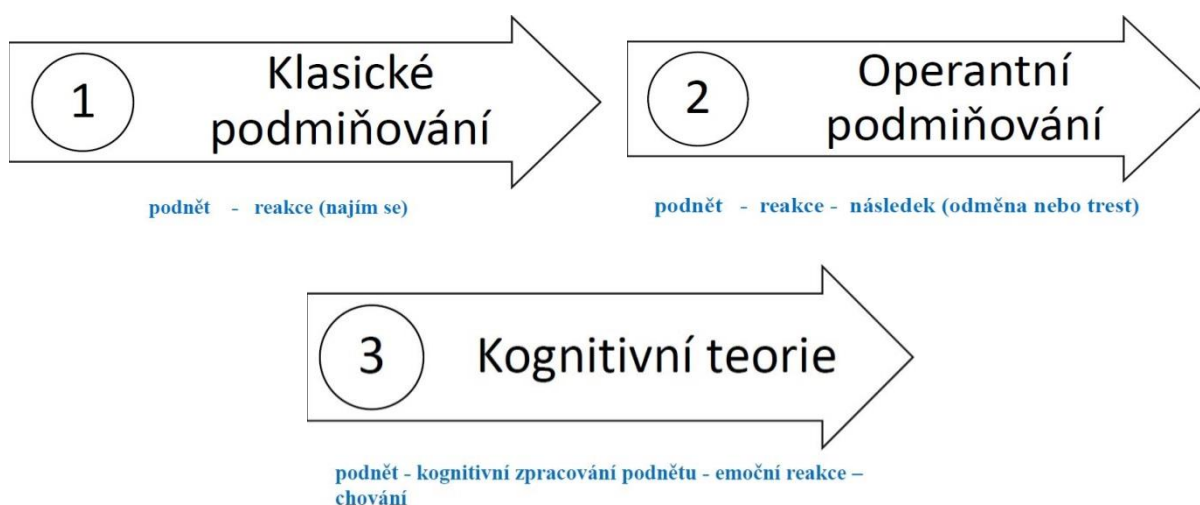 1
Klasické
podmiňování
podnět - reakce (najím se)
2
Operantní
podmiňování
podnět - reakce - následek (odměna nebo trest)
3
Kognitivní teorie
podnět - kognitivní zpracování podnětu - emoční reakce –
chování